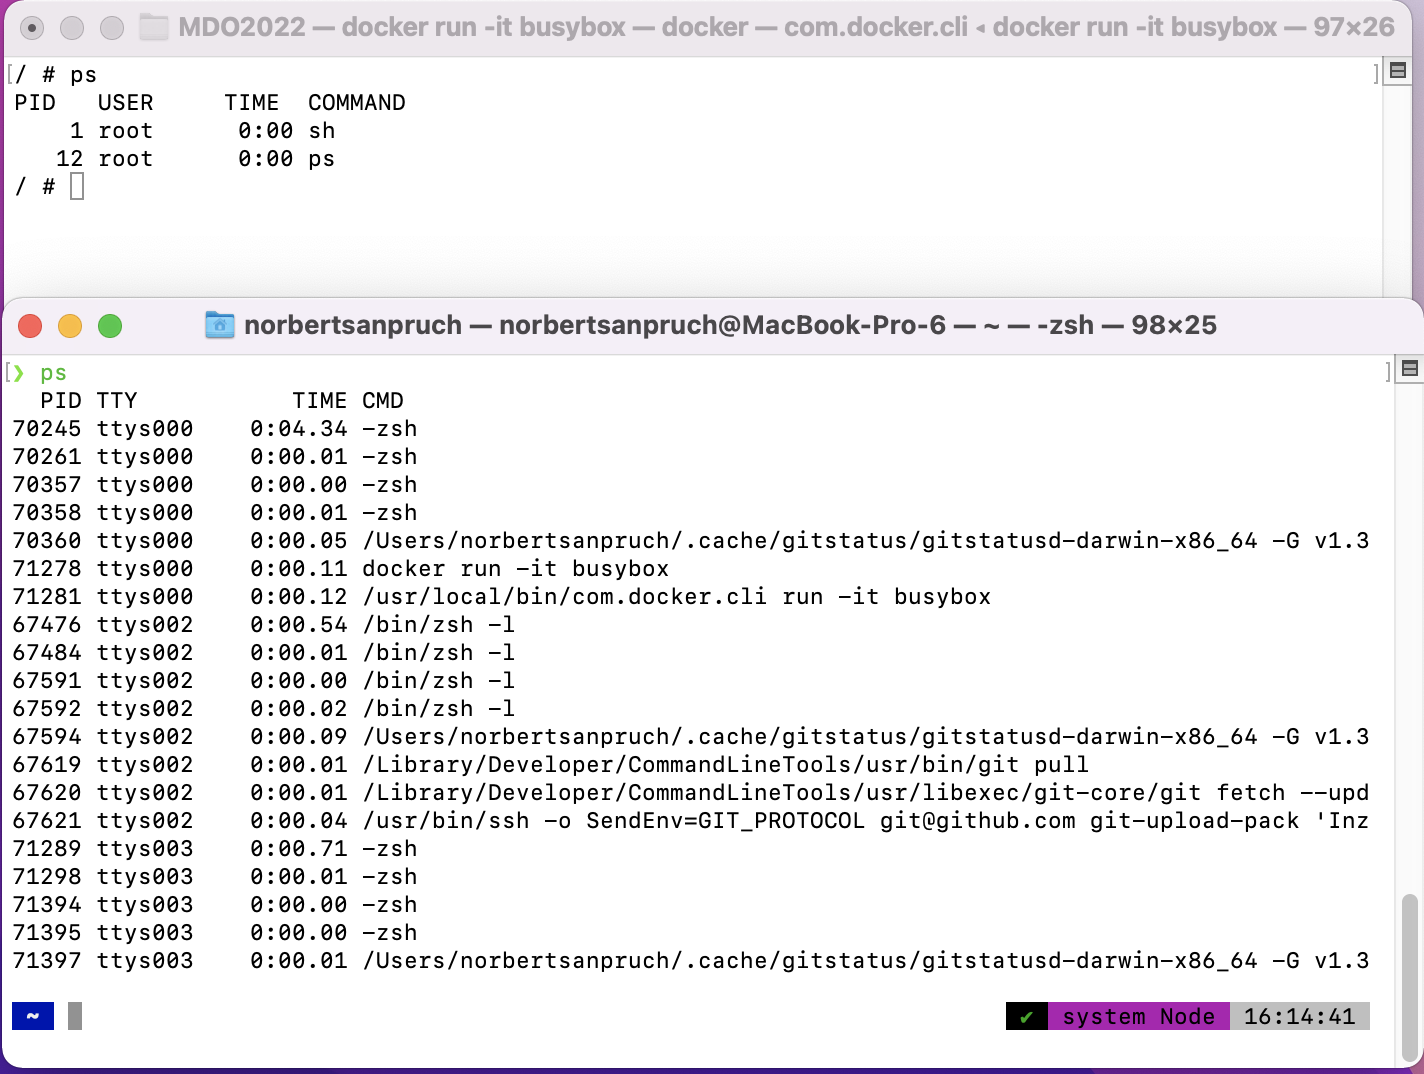 MDO2022 — docker run -it busybox — docker — com.docker.cli ◂ docker run -it busybox — 97×26
[/ # ps ]
PID   USER     TIME  COMMAND
    1 root      0:00 sh
   12 root      0:00 ps
/ #
norbertsanpruch — norbertsanpruch@MacBook-Pro-6 — ~ — -zsh — 98×25
[❯ ps ]
  PID TTY           TIME CMD
70245 ttys000    0:04.34 -zsh
70261 ttys000    0:00.01 -zsh
70357 ttys000    0:00.00 -zsh
70358 ttys000    0:00.01 -zsh
70360 ttys000    0:00.05 /Users/norbertsanpruch/.cache/gitstatus/gitstatusd-darwin-x86_64 -G v1.3
71278 ttys000    0:00.11 docker run -it busybox
71281 ttys000    0:00.12 /usr/local/bin/com.docker.cli run -it busybox
67476 ttys002    0:00.54 /bin/zsh -l
67484 ttys002    0:00.01 /bin/zsh -l
67591 ttys002    0:00.00 /bin/zsh -l
67592 ttys002    0:00.02 /bin/zsh -l
67594 ttys002    0:00.09 /Users/norbertsanpruch/.cache/gitstatus/gitstatusd-darwin-x86_64 -G v1.3
67619 ttys002    0:00.01 /Library/Developer/CommandLineTools/usr/bin/git pull
67620 ttys002    0:00.01 /Library/Developer/CommandLineTools/usr/libexec/git-core/git fetch --upd
67621 ttys002    0:00.04 /usr/bin/ssh -o SendEnv=GIT_PROTOCOL git@github.com git-upload-pack 'Inz
71289 ttys003    0:00.71 -zsh
71298 ttys003    0:00.01 -zsh
71394 ttys003    0:00.00 -zsh
71395 ttys003    0:00.00 -zsh
71397 ttys003    0:00.01 /Users/norbertsanpruch/.cache/gitstatus/gitstatusd-darwin-x86_64 -G v1.3
~ ✔ system Node 16:14:41